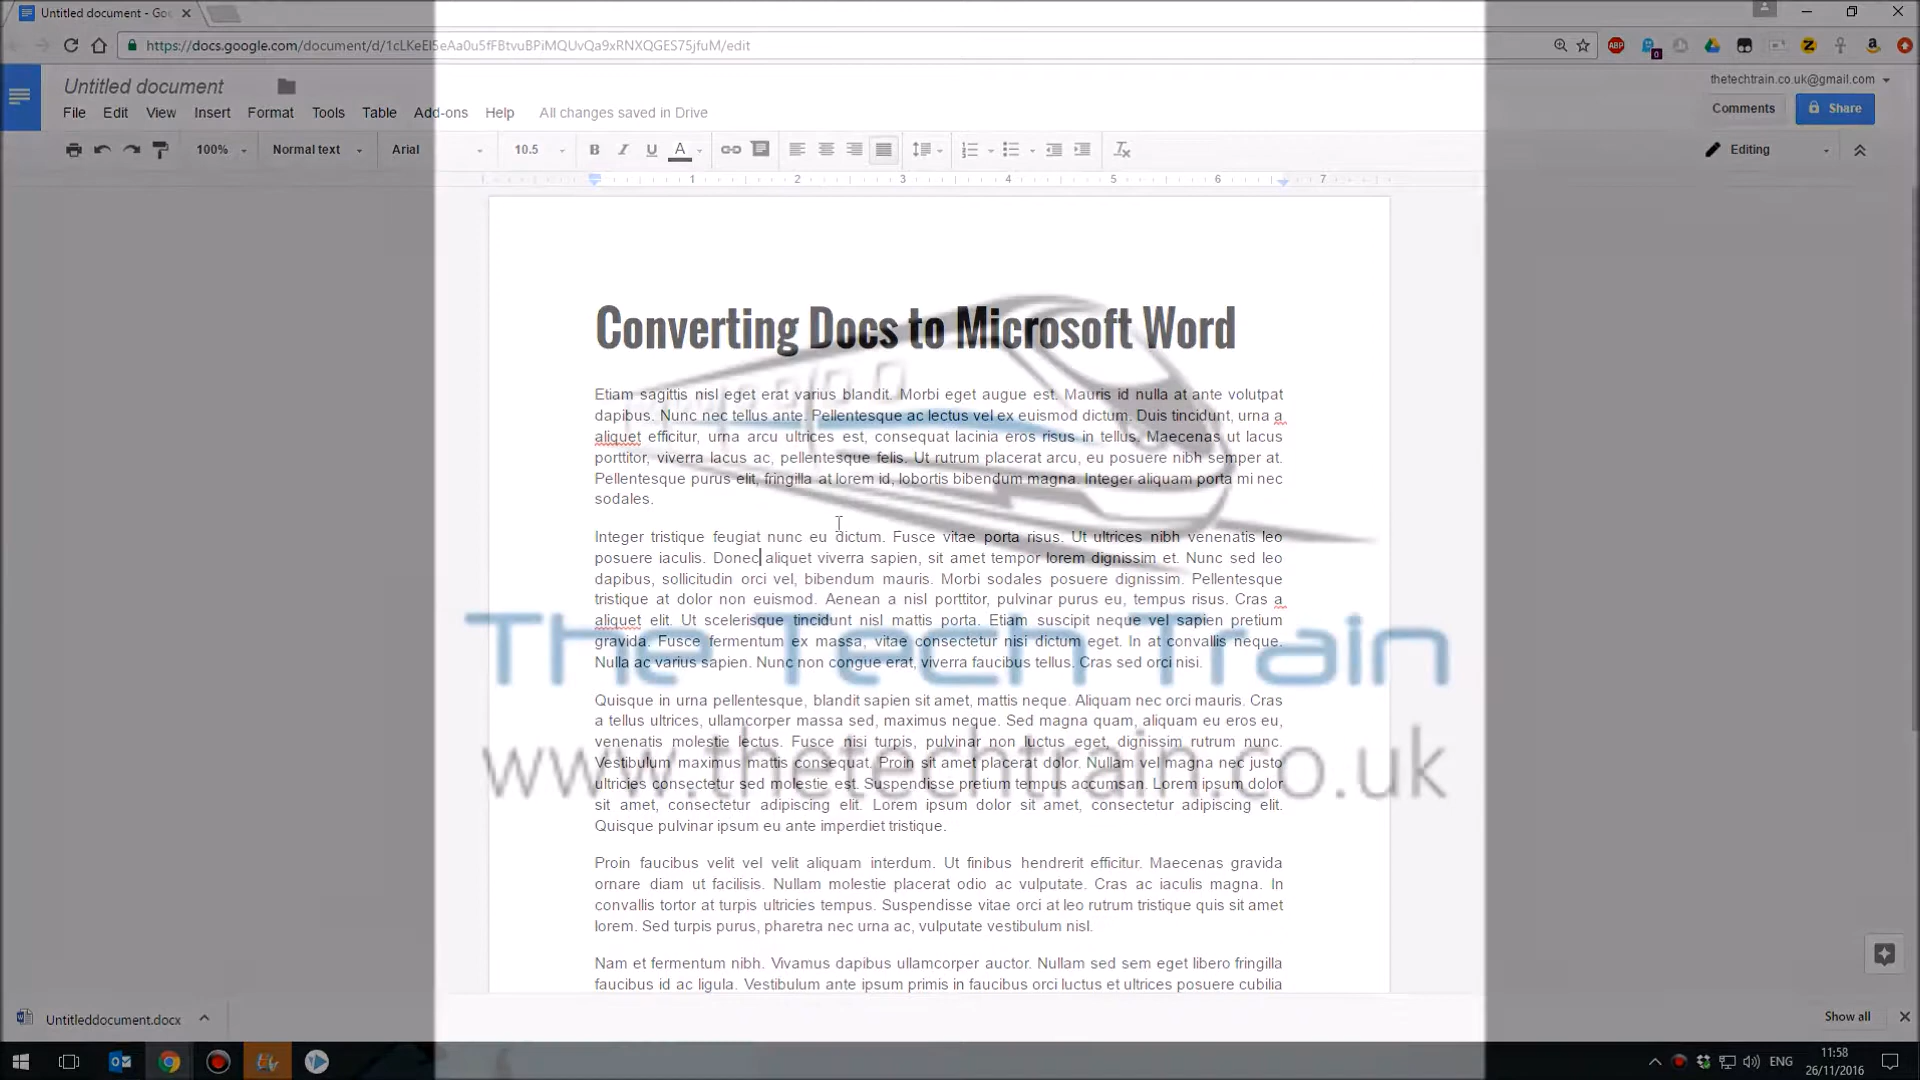 Untitled document - Goo
https://docs.google.com/document/d/1cLKeEI5eAa0u5fFBtvuBPiMQUvQa9xRNXQGES75jfuM/edit
ABP
0
Untitled document
thetechtrain.co.uk@gmail.com
File Edit View Insert Format Tools Table Add-ons Help All changes saved in Drive
Comments Share
100% Normal text Arial 10.5 B I U A Editing
1 2 3 4 5 6 7
Converting Docs to Microsoft Word
Etiam sagittis nisl eget erat varius blandit. Morbi eget augue est. Mauris id nulla at ante volutpat
dapibus. Nunc nec tellus ante. Pellentesque ac lectus vel ex euismod dictum. Duis tincidunt, urna a
aliquet efficitur, urna arcu ultrices est, consequat lacinia eros risus in tellus. Maecenas ut lacus
porttitor, viverra lacus ac, pellentesque felis. Ut rutrum placerat arcu, eu posuere nibh semper at.
Pellentesque purus elit, fringilla at lorem id, lobortis bibendum magna. Integer aliquam porta mi nec
sodales.
Integer tristique feugiat nunc eu dictum. Fusce vitae porta risus. Ut ultrices nibh venenatis leo
posuere iaculis. Donec aliquet viverra sapien, sit amet tempor lorem dignissim et. Nunc sed leo
dapibus, sollicitudin orci vel, bibendum mauris. Morbi sodales posuere dignissim. Pellentesque
tristique at dolor non euismod. Aenean a nisl porttitor, pulvinar purus eu, tempus risus. Cras a
aliquet elit. Ut scelerisque tincidunt nisl mattis porta. Etiam suscipit neque vel sapien pretium
gravida. Fusce fermentum ex massa, vitae consectetur nisi dictum eget. In at convallis neque.
Nulla ac varius sapien. Nunc non congue erat, viverra faucibus tellus. Cras sed orci nisi.
The Tech Train
Quisque in urna pellentesque, blandit sapien sit amet, mattis neque. Aliquam nec orci mauris. Cras
a tellus ultrices, ullamcorper massa sed, maximus neque. Sed magna quam, aliquam eu eros eu,
venenatis molestie lectus. Fusce nisi turpis, pulvinar non luctus eget, dignissim rutrum nunc.
Vestibulum maximus mattis consequat. Proin sit amet placerat dolor. Nullam vel magna nec justo
ultricies consectetur sed molestie est. Suspendisse pretium tempus accumsan. Lorem ipsum dolor
sit amet, consectetur adipiscing elit. Lorem ipsum dolor sit amet, consectetur adipiscing elit.
Quisque pulvinar ipsum eu ante imperdiet tristique.
www.thetechtrain.co.uk
Proin faucibus velit vel velit aliquam interdum. Ut finibus hendrerit efficitur. Maecenas gravida
ornare diam ut facilisis. Nullam molestie placerat odio ac vulputate. Cras ac iaculis magna. In
convallis tortor at turpis ultricies tempus. Suspendisse vitae orci at leo rutrum tristique quis sit amet
lorem. Sed turpis purus, pharetra nec urna ac, vulputate vestibulum nisl.
Nam et fermentum nibh. Vivamus dapibus ullamcorper auctor. Nullam sed sem eget libero fringilla
faucibus id ac ligula. Vestibulum ante ipsum primis in faucibus orci luctus et ultrices posuere cubilia
Untitleddocument.docx Show all
ENG 11:58
26/11/2016